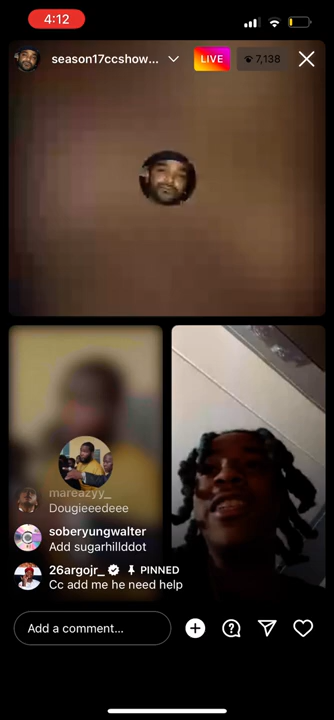 4:12
season17ccshow...
LIVE
7,138
mareazyy_
Dougieeedeee
soberyungwalter
Add sugarhillddot
26argojr_ PINNED
Cc add me he need help
Add a comment...